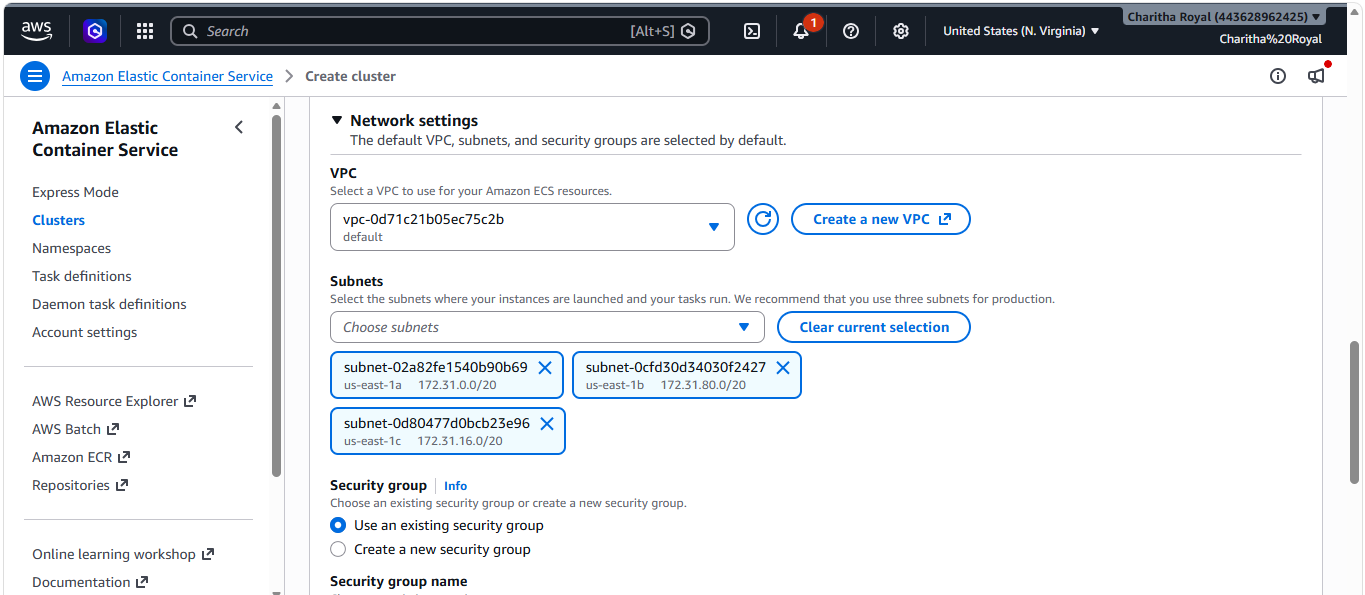 aws
Search [Alt+S]
1
United States (N. Virginia)
Charitha Royal (443628962425)
Charitha%20Royal
Amazon Elastic Container Service
Create cluster
Amazon Elastic
Container Service
Express Mode
Clusters
Namespaces
Task definitions
Daemon task definitions
Account settings
AWS Resource Explorer
AWS Batch
Amazon ECR
Repositories
Online learning workshop
Documentation
Network settings
The default VPC, subnets, and security groups are selected by default.
VPC
Select a VPC to use for your Amazon ECS resources.
vpc-0d71c21b05ec75c2b
default
Create a new VPC
Subnets
Select the subnets where your instances are launched and your tasks run. We recommend that you use three subnets for production.
Choose subnets
Clear current selection
subnet-02a82fe1540b90b69
us-east-1a 172.31.0.0/20
subnet-0cfd30d34030f2427
us-east-1b 172.31.80.0/20
subnet-0d80477d0bcb23e96
us-east-1c 172.31.16.0/20
Security group Info
Choose an existing security group or create a new security group.
Use an existing security group
Create a new security group
Security group name